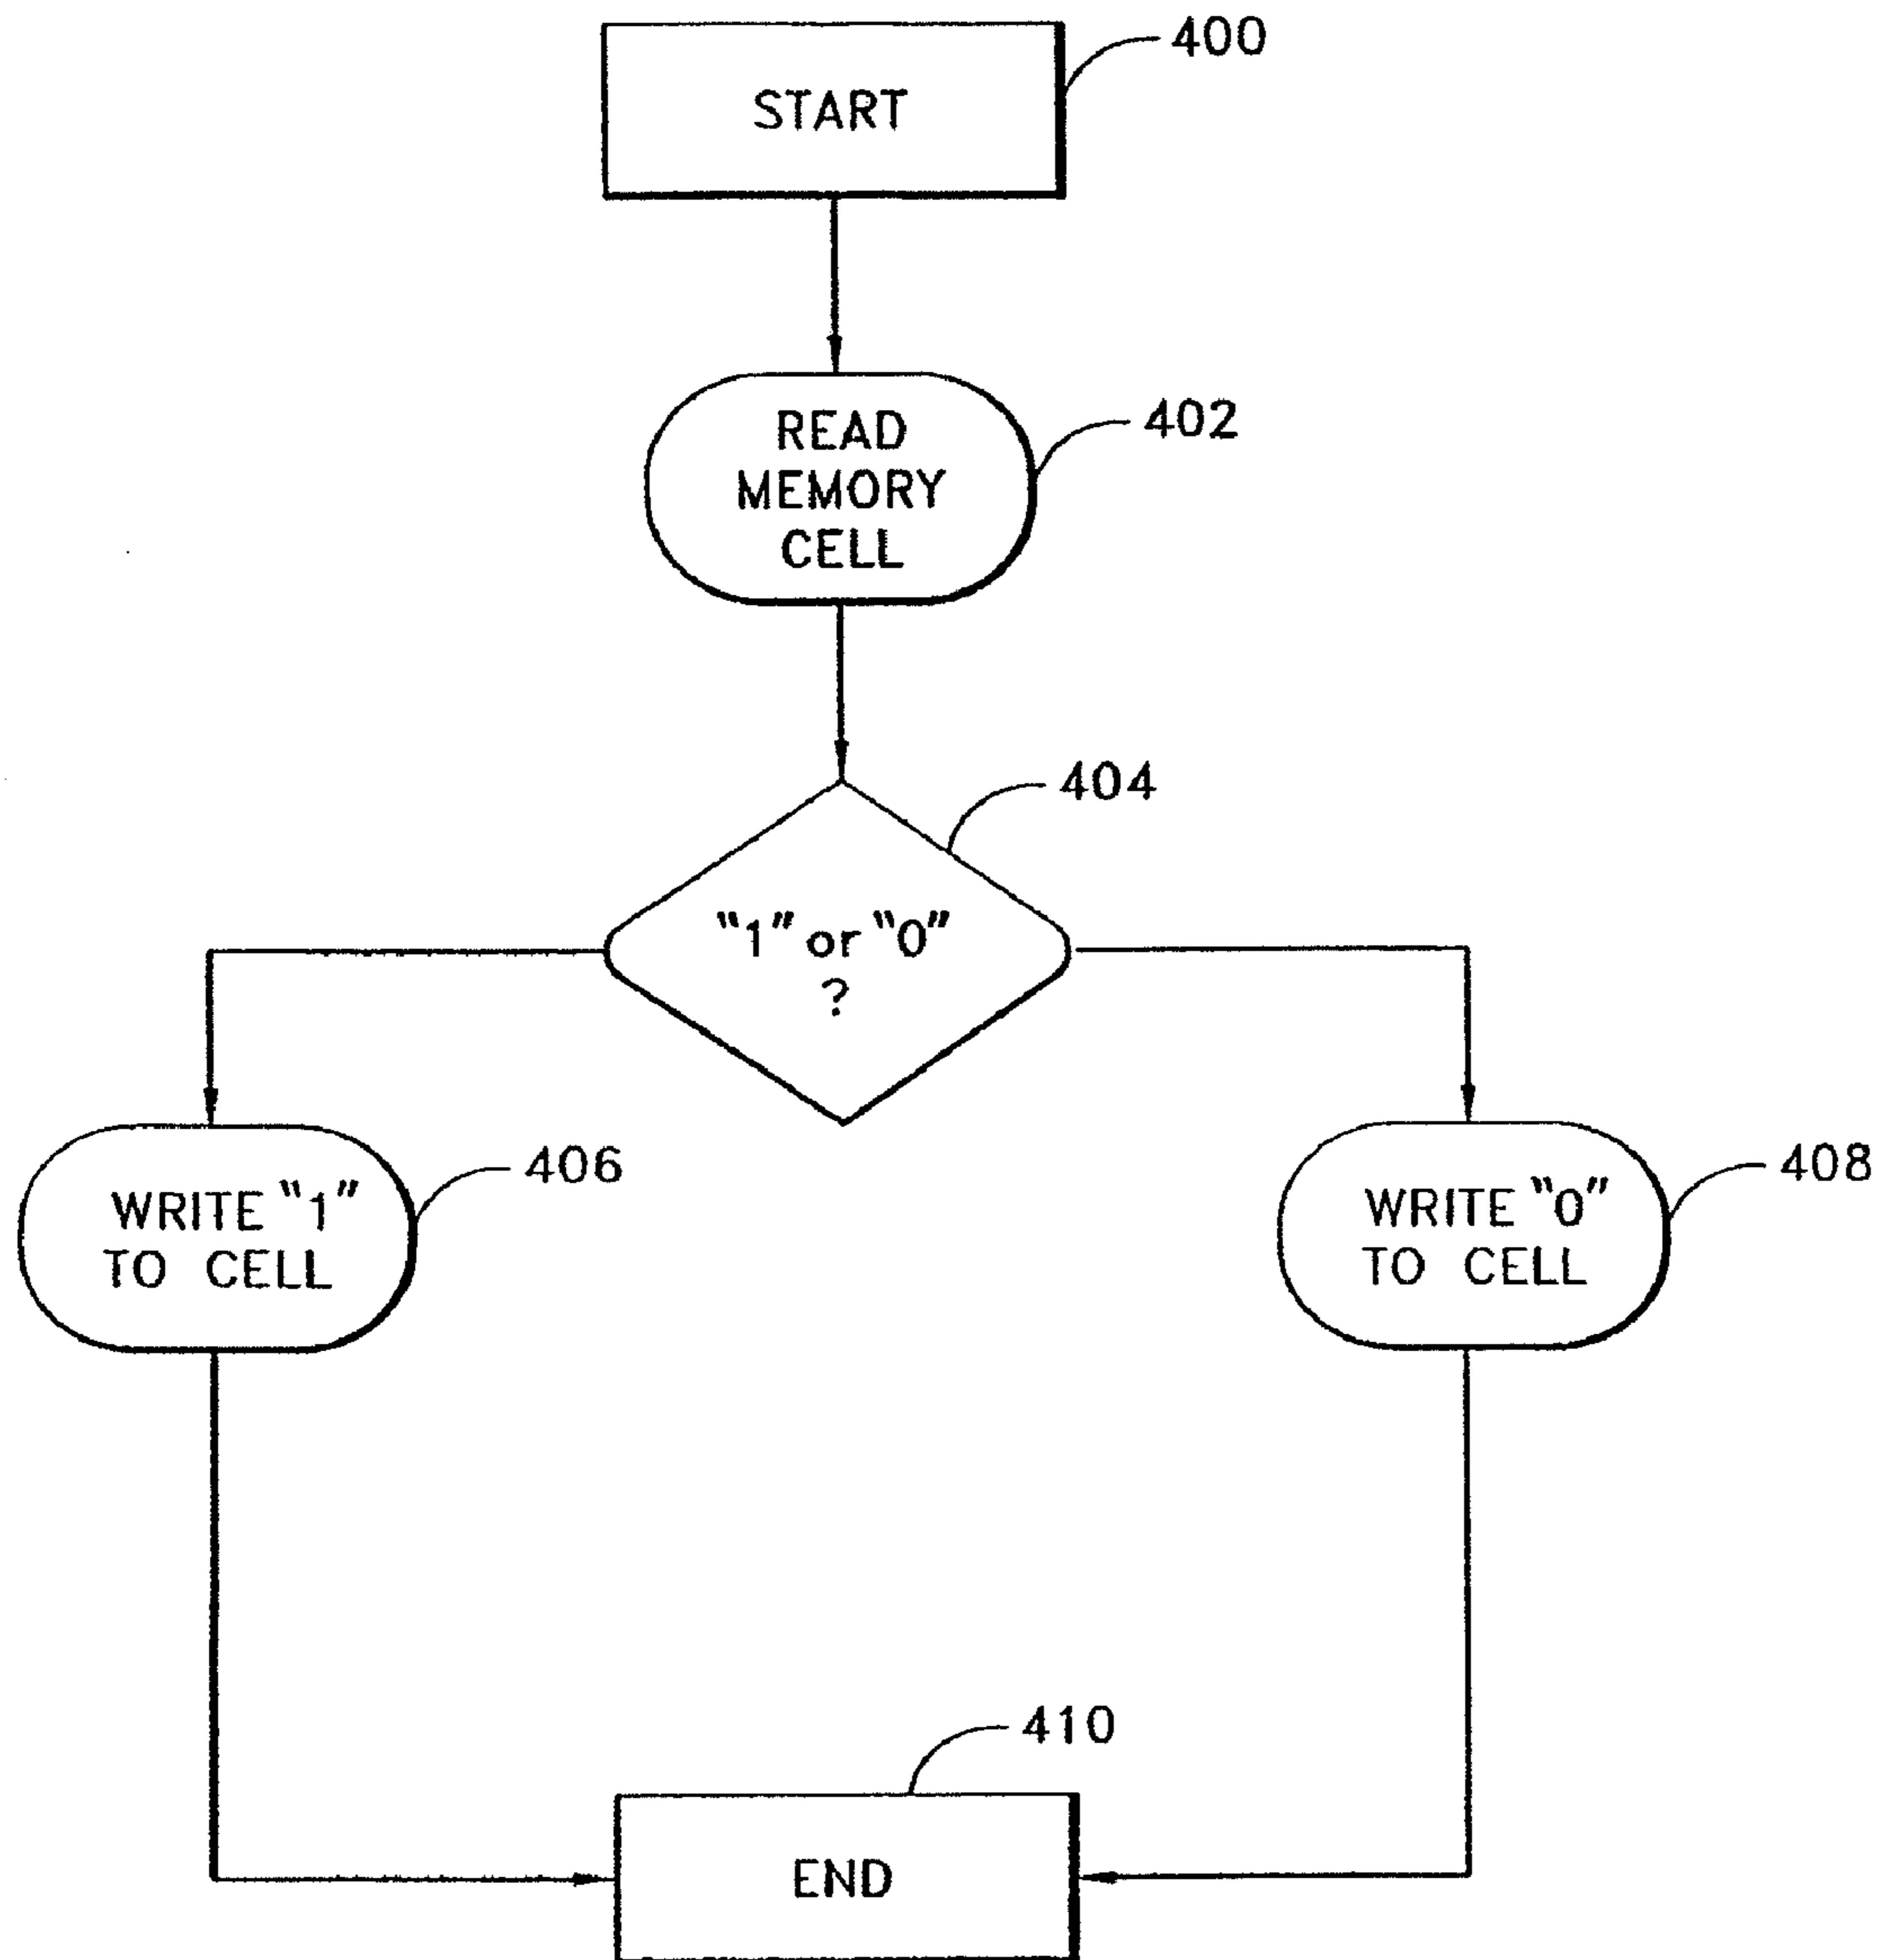 400
START
402
READ
MEMORY
CELL
404
"1" or "0"
?
406
WRITE "1"
TO CELL
408
WRITE "0"
TO CELL
410
END